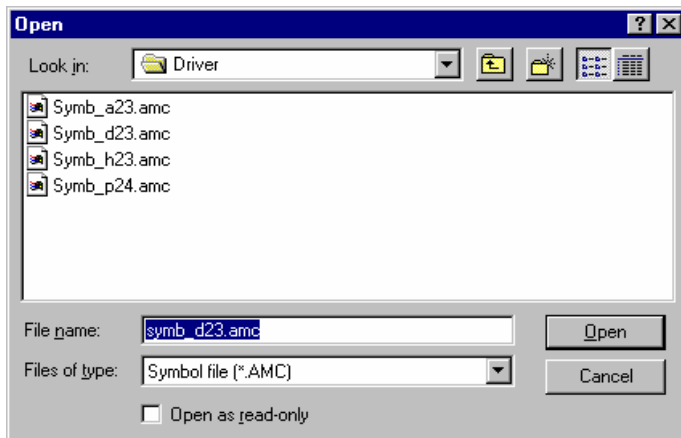 Open
Look in: Driver
Symb_a23.amc
Symb_d23.amc
Symb_h23.amc
Symb_p24.amc
File name: symb_d23.amc Open
Files of type: Symbol file (*.AMC) Cancel
Open as read-only